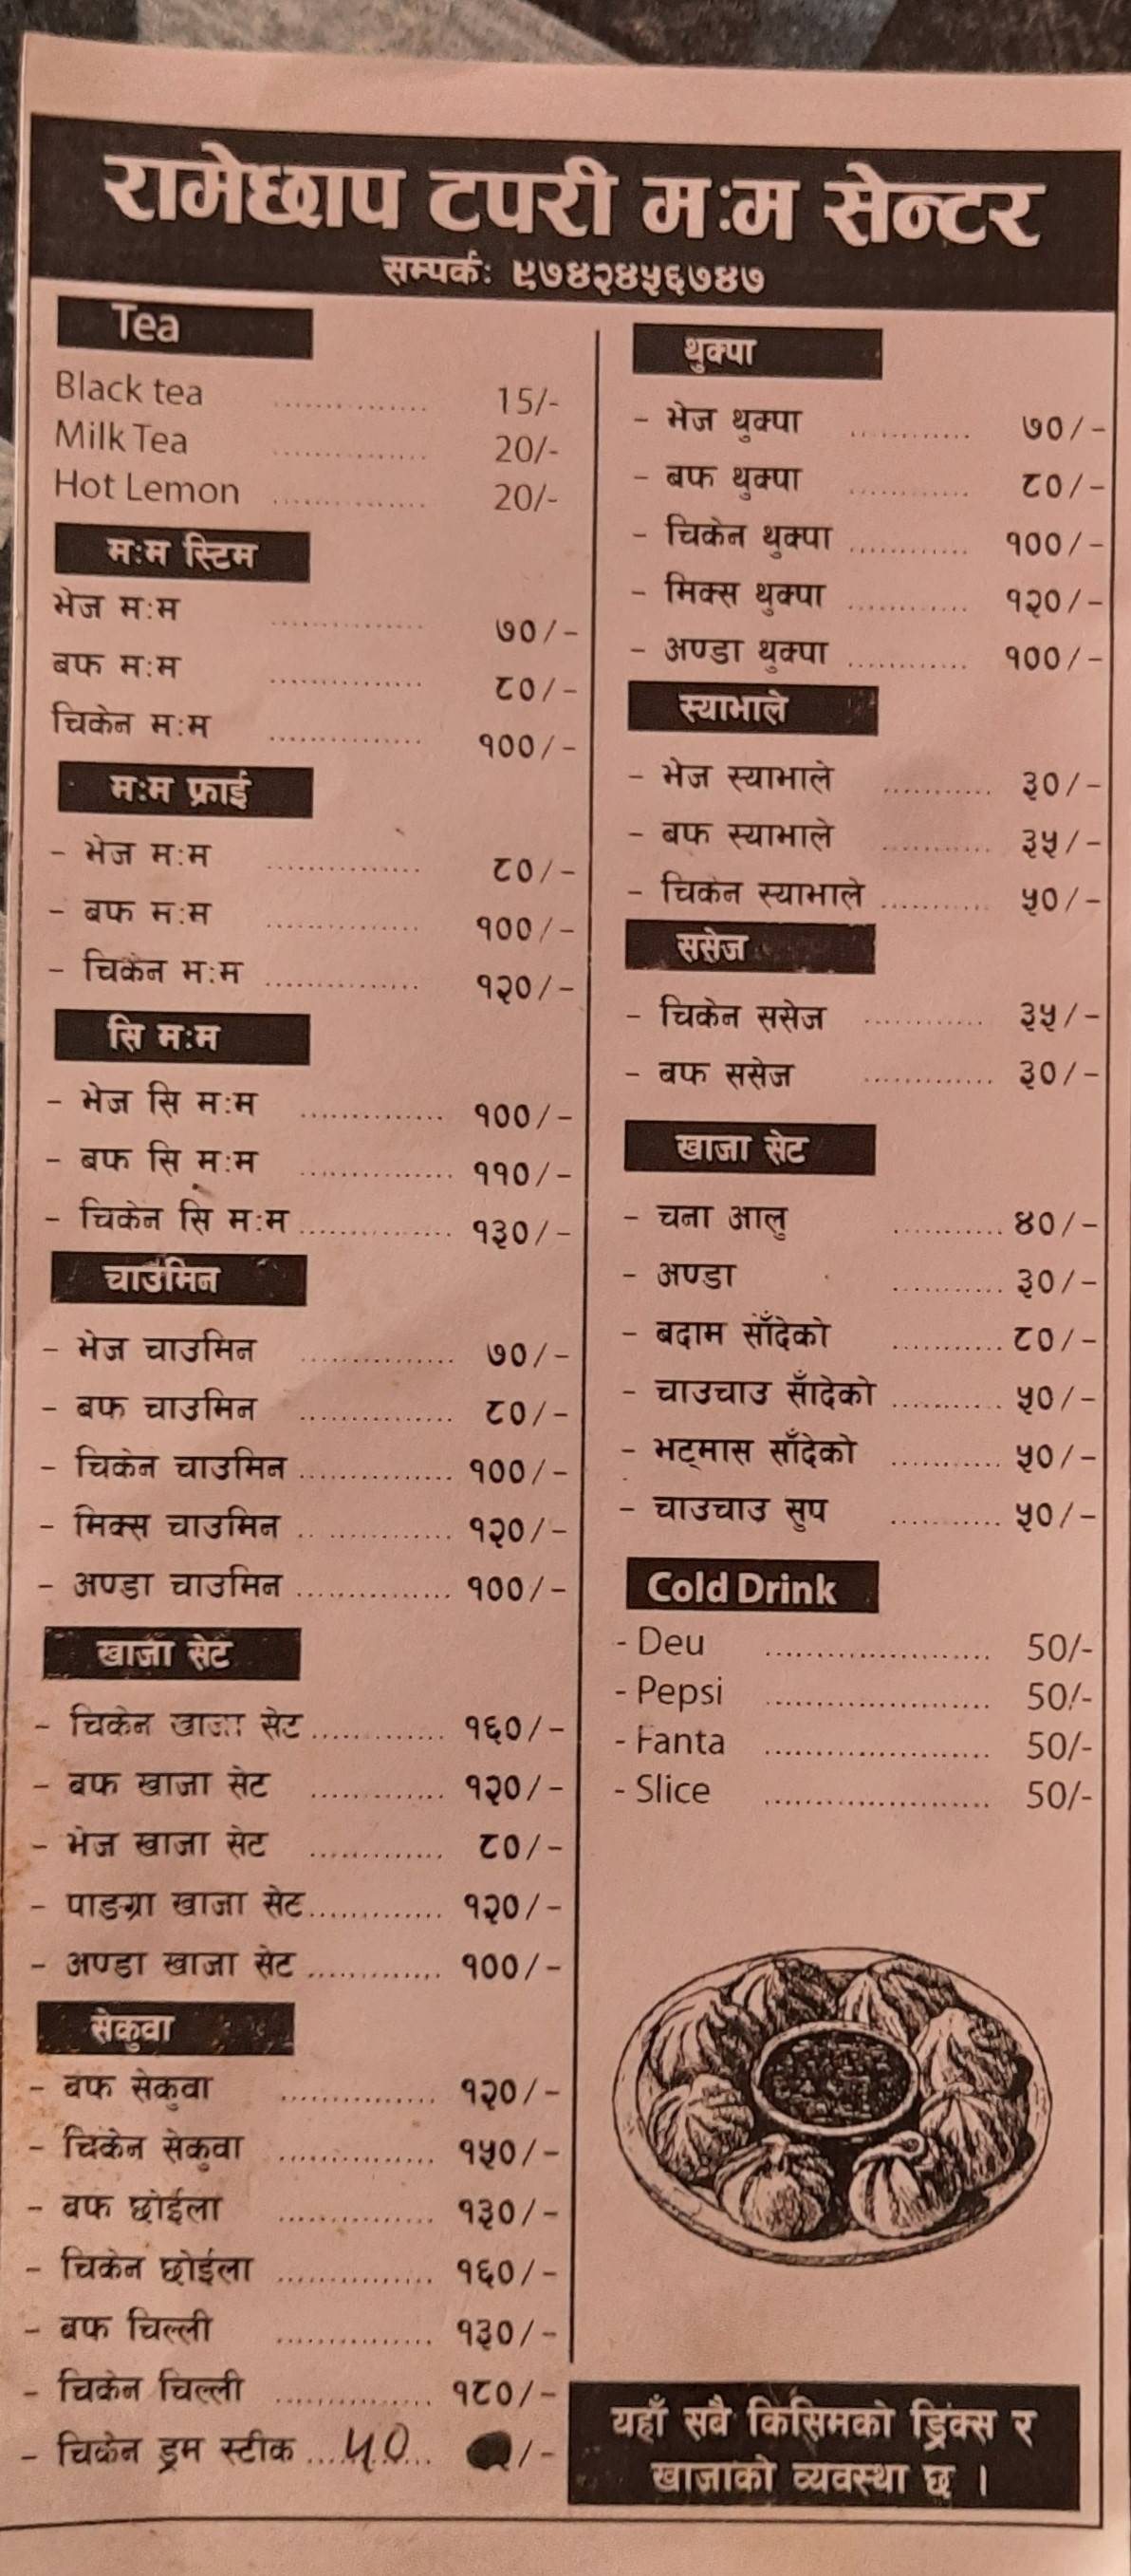 रामेछाप टपरी म:म सेन्टर
सम्पर्क: ९७४२४५६७४७
Tea
Black tea .............. 15/-
Milk Tea .............. 20/-
Hot Lemon .............. 20/-
म:म स्टिम
भेज म:म .............. ७०/-
बफ म:म .............. ८०/-
चिकेन म:म .............. १००/-
म:म फ्राई
- भेज म:म .............. ८०/-
- बफ म:म .............. १००/-
- चिकेन म:म .............. १२०/-
सि म:म
- भेज सि म:म .............. १००/-
- बफ सि म:म .............. ११०/-
- चिकेन सि म:म .............. १३०/-
चाउमिन
- भेज चाउमिन .............. ७०/-
- बफ चाउमिन .............. ८०/-
- चिकेन चाउमिन .............. १००/-
- मिक्स चाउमिन .............. १२०/-
- अण्डा चाउमिन .............. १००/-
खाजा सेट
- चिकेन खाजा सेट ............ १६०/-
- बफ खाजा सेट ............ १२०/-
- भेज खाजा सेट ............ ८०/-
- पाङग्रा खाजा सेट ............ १२०/-
- अण्डा खाजा सेट ............ १००/-
सेकुवा
- बफ सेकुवा .............. १२०/-
- चिकेन सेकुवा .............. १५०/-
- बफ छोईला .............. १३०/-
- चिकेन छोईला .............. १६०/-
- बफ चिल्ली .............. १३०/-
- चिकेन चिल्ली .............. १८०/-
- चिकेन ड्रम स्टीक ... ५० ... /-
थुक्पा
- भेज थुक्पा ............ ७०/-
- बफ थुक्पा ............ ८०/-
- चिकेन थुक्पा ............ १००/-
- मिक्स थुक्पा ............ १२०/-
- अण्डा थुक्पा ............ १००/-
स्याभाले
- भेज स्याभाले ........... ३०/-
- बफ स्याभाले ........... ३५/-
- चिकेन स्याभाले ........... ५०/-
ससेज
- चिकेन ससेज ............ ३५/-
- बफ ससेज ............ ३०/-
खाजा सेट
- चना आलु ........... ४०/-
- अण्डा ........... ३०/-
- बदाम साँदेको ........... ८०/-
- चाउचाउ साँदेको ........... ५०/-
- भट्मास साँदेको ........... ५०/-
- चाउचाउ सुप ........... ५०/-
Cold Drink
- Deu ....................... 50/-
- Pepsi ....................... 50/-
- Fanta ....................... 50/-
- Slice ....................... 50/-
यहाँ सबै किसिमको ड्रिंक्स र
खाजाको व्यवस्था छ ।